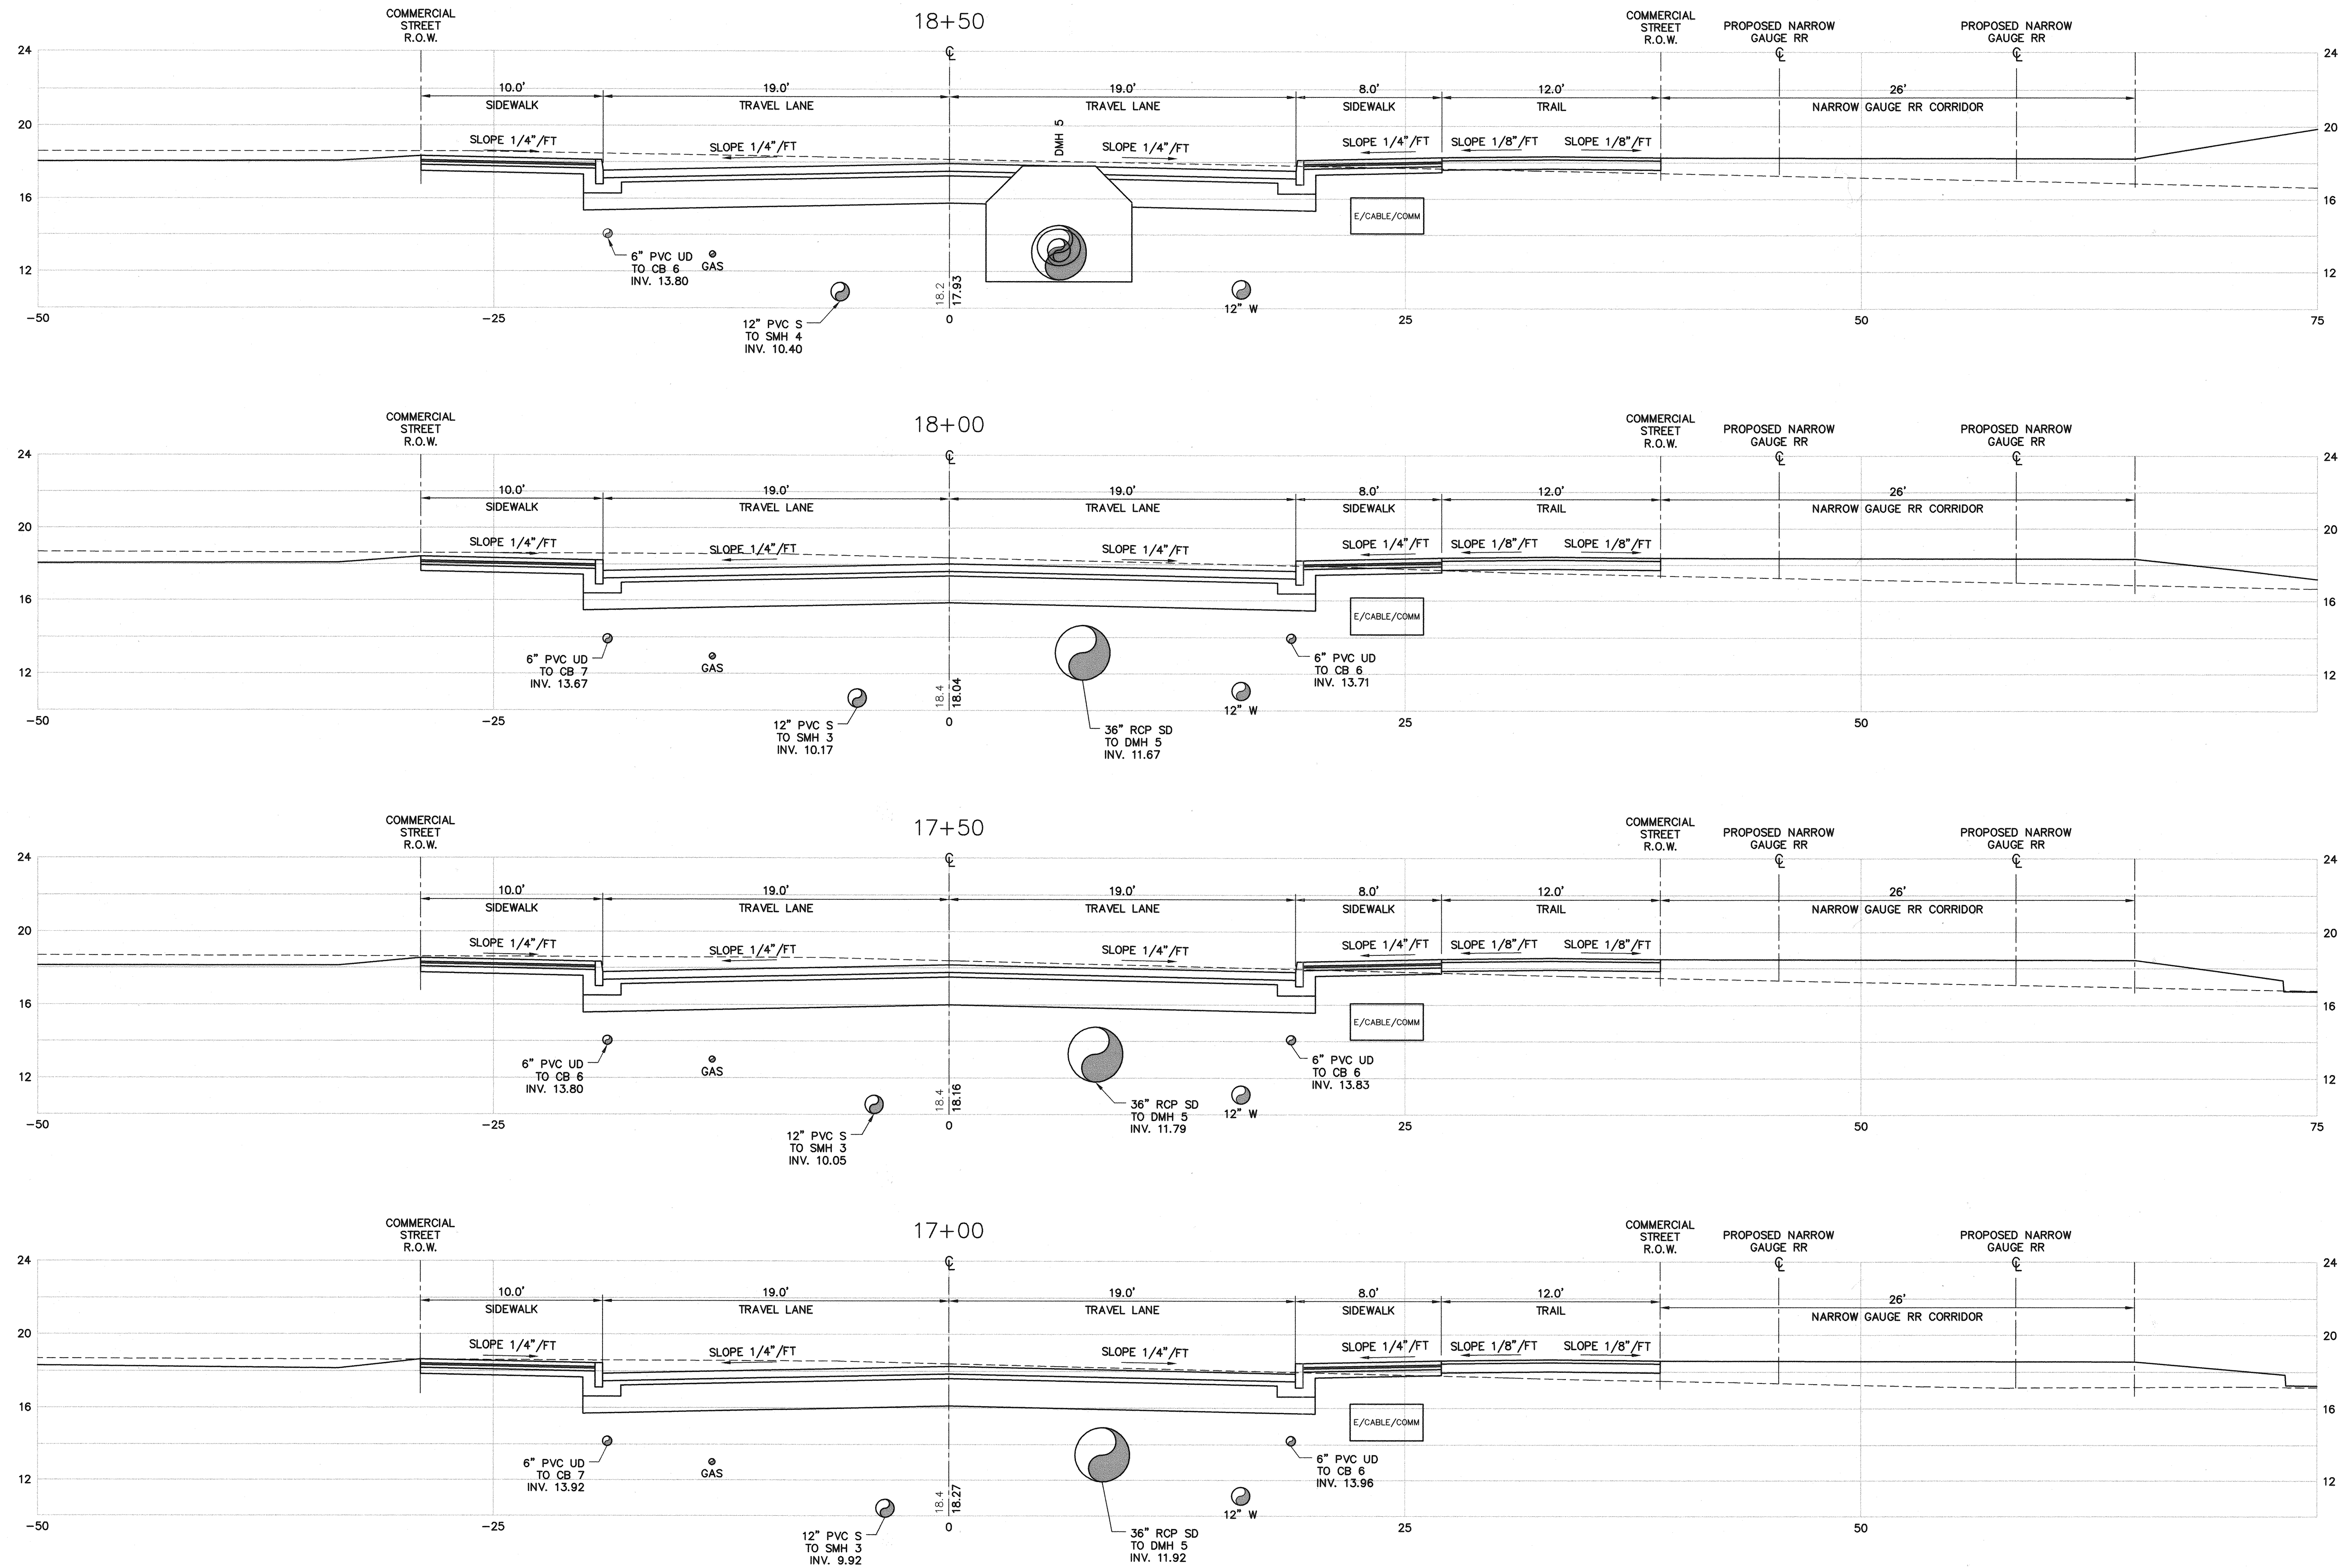 COMMERCIAL
STREET
R.O.W.
18+50
COMMERCIAL
STREET
R.O.W.
PROPOSED NARROW
GAUGE RR
PROPOSED NARROW
GAUGE RR
24
℄
℄
℄
24
10.0'
19.0'
19.0'
8.0'
12.0'
26'
SIDEWALK
TRAVEL LANE
TRAVEL LANE
SIDEWALK
TRAIL
NARROW GAUGE RR CORRIDOR
20
20
DMH 5
SLOPE 1/4"/FT
SLOPE 1/4"/FT
SLOPE 1/4"/FT
SLOPE 1/4"/FT
SLOPE 1/8"/FT
SLOPE 1/8"/FT
16
16
E/CABLE/COMM
6" PVC UD
TO CB 6
INV. 13.80
GAS
12
12
18.2
17.93
12" W
12" PVC S
TO SMH 4
INV. 10.40
-50
-25
0
25
50
75
COMMERCIAL
STREET
R.O.W.
18+00
COMMERCIAL
STREET
R.O.W.
PROPOSED NARROW
GAUGE RR
PROPOSED NARROW
GAUGE RR
24
℄
℄
℄
24
10.0'
19.0'
19.0'
8.0'
12.0'
26'
SIDEWALK
TRAVEL LANE
TRAVEL LANE
SIDEWALK
TRAIL
NARROW GAUGE RR CORRIDOR
20
20
SLOPE 1/4"/FT
SLOPE 1/4"/FT
SLOPE 1/4"/FT
SLOPE 1/4"/FT
SLOPE 1/8"/FT
SLOPE 1/8"/FT
16
16
E/CABLE/COMM
6" PVC UD
TO CB 7
INV. 13.67
GAS
6" PVC UD
TO CB 6
INV. 13.71
12
12
18.4
18.04
12" W
12" PVC S
TO SMH 3
INV. 10.17
36" RCP SD
TO DMH 5
INV. 11.67
-50
-25
0
25
50
COMMERCIAL
STREET
R.O.W.
17+50
COMMERCIAL
STREET
R.O.W.
PROPOSED NARROW
GAUGE RR
PROPOSED NARROW
GAUGE RR
24
℄
℄
℄
24
10.0'
19.0'
19.0'
8.0'
12.0'
26'
SIDEWALK
TRAVEL LANE
TRAVEL LANE
SIDEWALK
TRAIL
NARROW GAUGE RR CORRIDOR
20
20
SLOPE 1/4"/FT
SLOPE 1/4"/FT
SLOPE 1/4"/FT
SLOPE 1/4"/FT
SLOPE 1/8"/FT
SLOPE 1/8"/FT
16
16
E/CABLE/COMM
6" PVC UD
TO CB 6
INV. 13.80
GAS
6" PVC UD
TO CB 6
INV. 13.83
12
12
18.4
18.16
12" W
12" PVC S
TO SMH 3
INV. 10.05
36" RCP SD
TO DMH 5
INV. 11.79
-50
-25
0
25
50
75
COMMERCIAL
STREET
R.O.W.
17+00
COMMERCIAL
STREET
R.O.W.
PROPOSED NARROW
GAUGE RR
PROPOSED NARROW
GAUGE RR
24
℄
℄
℄
24
10.0'
19.0'
19.0'
8.0'
12.0'
26'
SIDEWALK
TRAVEL LANE
TRAVEL LANE
SIDEWALK
TRAIL
NARROW GAUGE RR CORRIDOR
20
20
SLOPE 1/4"/FT
SLOPE 1/4"/FT
SLOPE 1/4"/FT
SLOPE 1/4"/FT
SLOPE 1/8"/FT
SLOPE 1/8"/FT
16
16
E/CABLE/COMM
6" PVC UD
TO CB 7
INV. 13.92
GAS
6" PVC UD
TO CB 6
INV. 13.96
12
12
18.4
18.27
12" W
12" PVC S
TO SMH 3
INV. 9.92
36" RCP SD
TO DMH 5
INV. 11.92
-50
-25
0
25
50
75